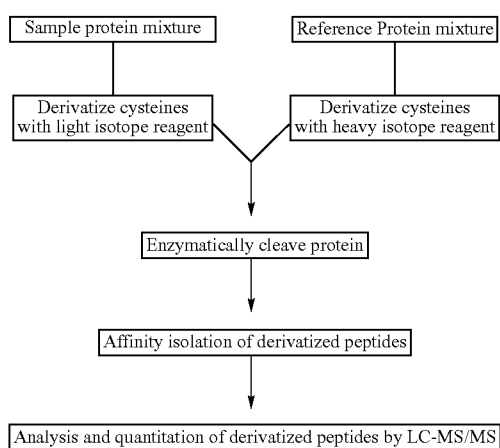 Sample protein mixture
Reference Protein mixture
Derivatize cysteines
with light isotope reagent
Derivatize cysteines
with heavy isotope reagent
Enzymatically cleave protein
Affinity isolation of derivatized peptides
Analysis and quantitation of derivatized peptides by LC-MS/MS